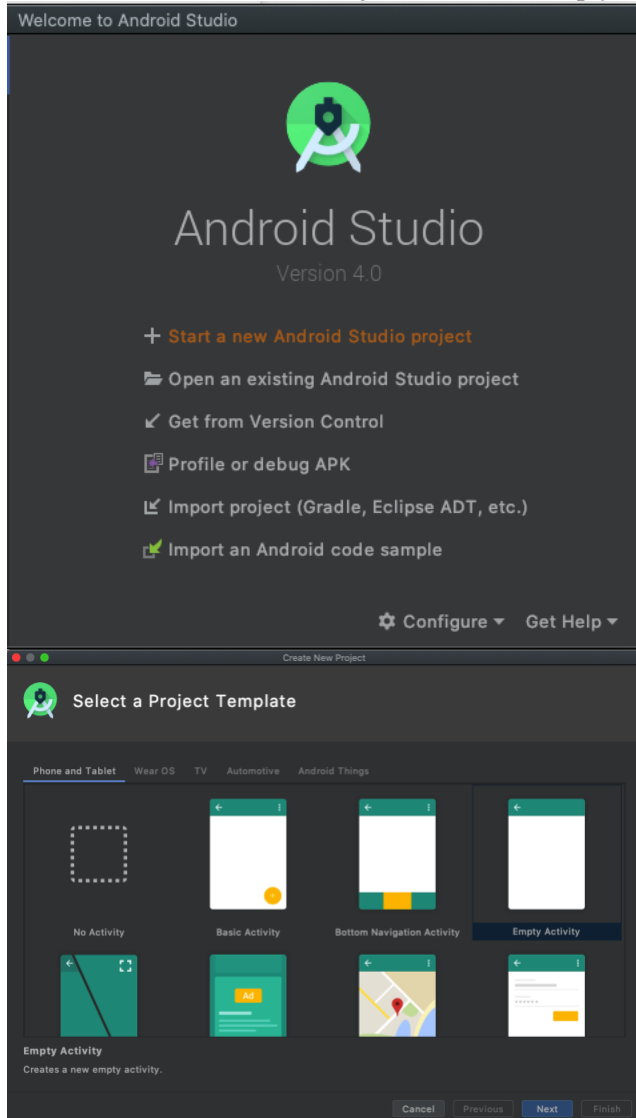 Welcome to Android Studio
Android Studio
Version 4.0
Start a new Android Studio project
Open an existing Android Studio project
Get from Version Control
Profile or debug APK
Import project (Gradle, Eclipse ADT, etc.)
Import an Android code sample
Configure Get Help
Create New Project
Select a Project Template
Phone and Tablet Wear OS TV Automotive Android Things
No Activity Basic Activity Bottom Navigation Activity Empty Activity
Ad
Empty Activity
Creates a new empty activity.
Cancel Previous Next Finish